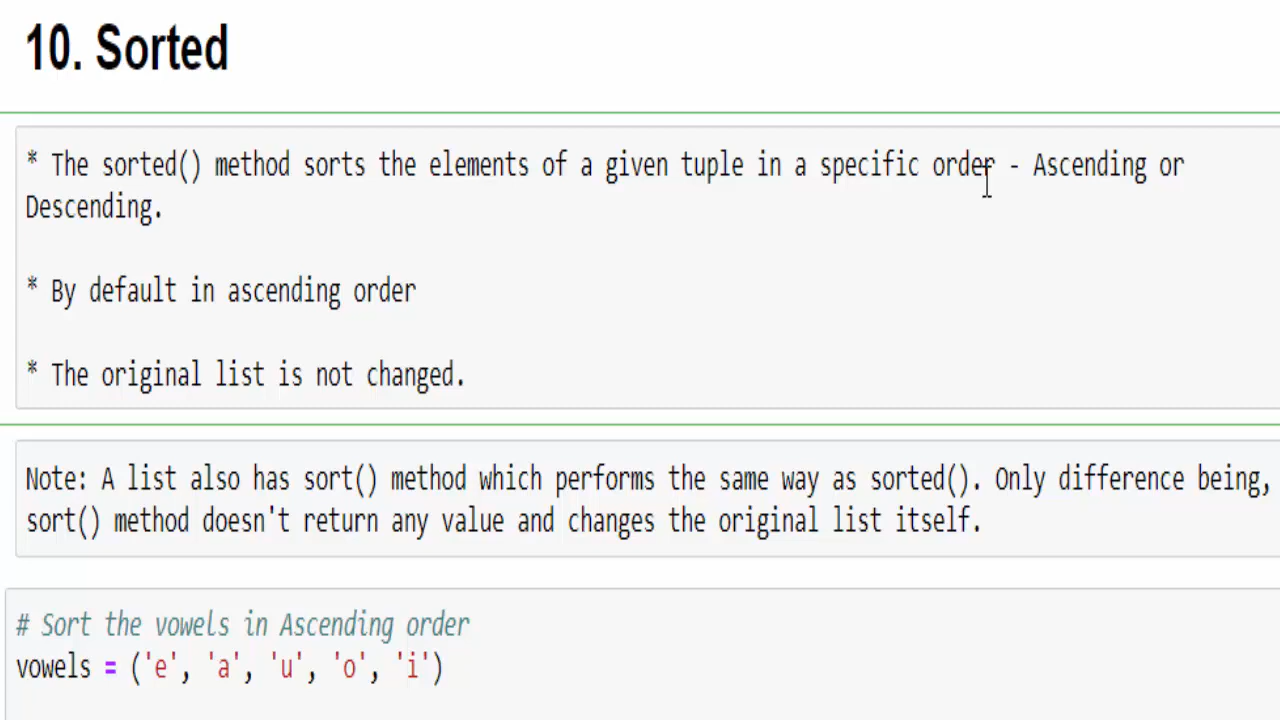 10. Sorted
* The sorted() method sorts the elements of a given tuple in a specific order - Ascending or
Descending.
* By default in ascending order
* The original list is not changed.
Note: A list also has sort() method which performs the same way as sorted(). Only difference being,
sort() method doesn't return any value and changes the original list itself.
# Sort the vowels in Ascending order
vowels = ('e', 'a', 'u', 'o', 'i')